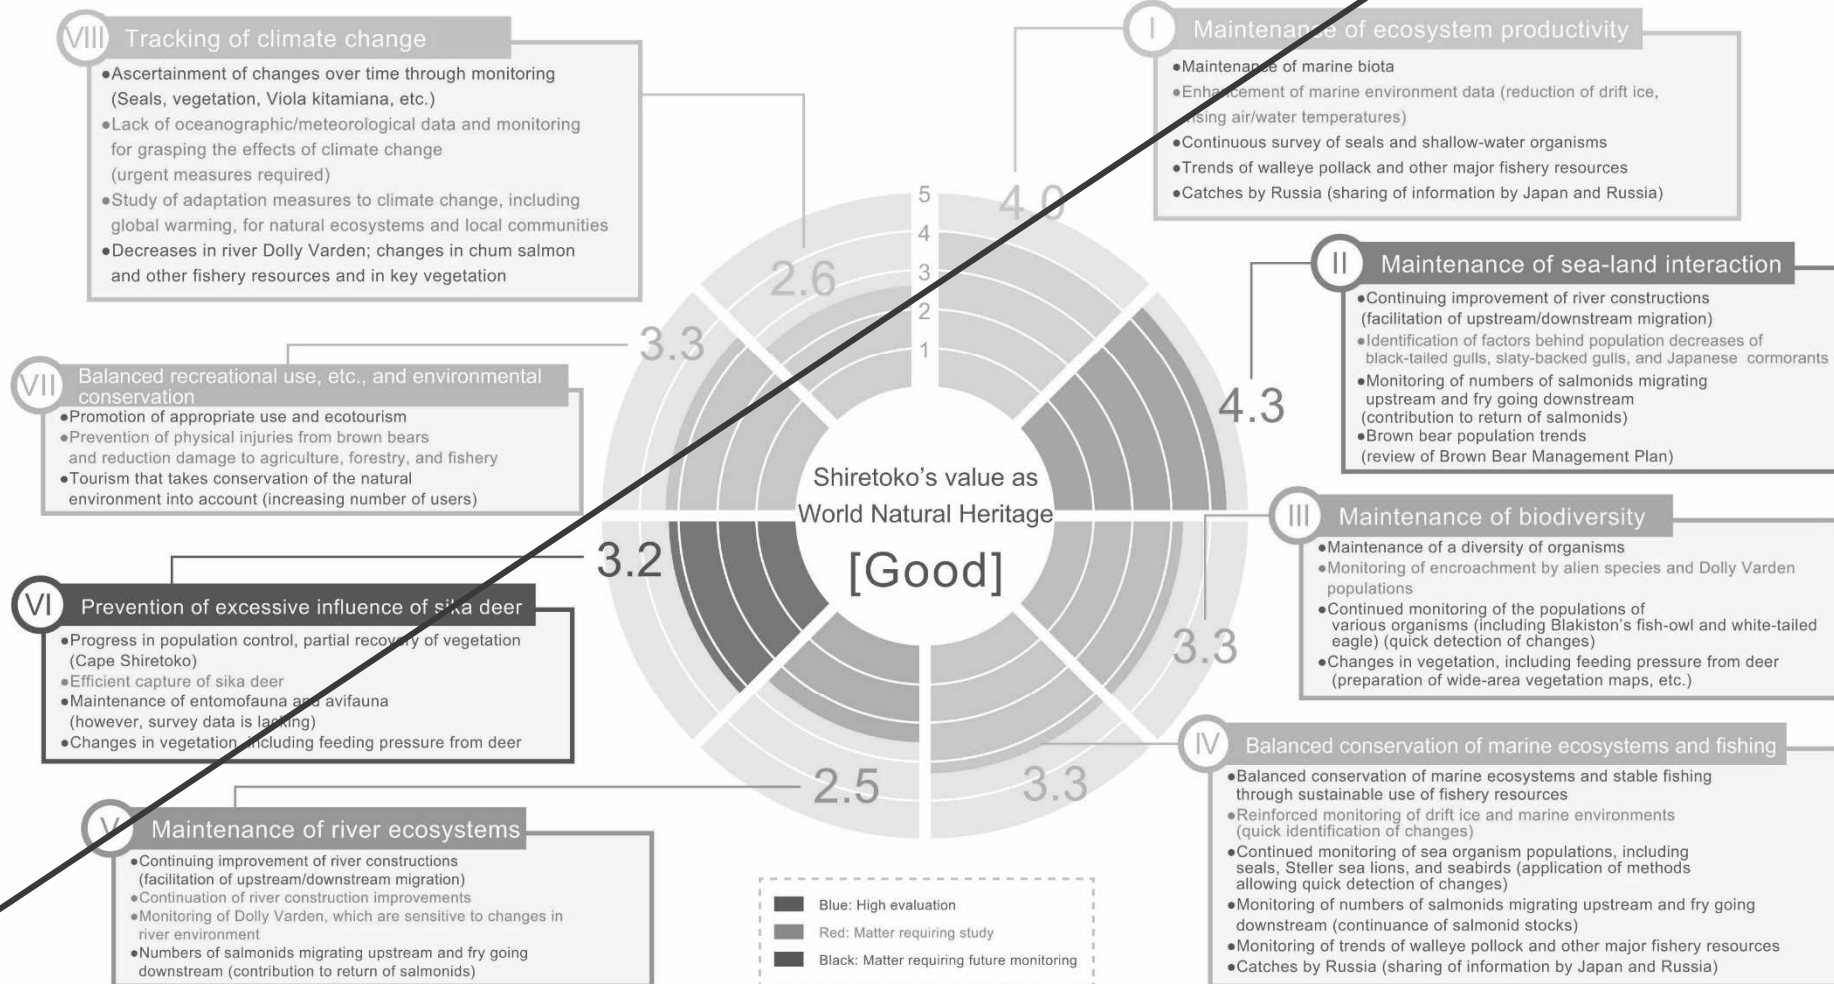 VIII Tracking of climate change
●Ascertainment of changes over time through monitoring
(Seals, vegetation, Viola kitamiana, etc.)
●Lack of oceanographic/meteorological data and monitoring
for grasping the effects of climate change
(urgent measures required)
●Study of adaptation measures to climate change, including
global warming, for natural ecosystems and local communities
●Decreases in river Dolly Varden; changes in chum salmon
and other fishery resources and in key vegetation
I Maintenance of ecosystem productivity
●Maintenance of marine biota
●Enhancement of marine environment data (reduction of drift ice,
rising air/water temperatures)
●Continuous survey of seals and shallow-water organisms
●Trends of walleye pollack and other major fishery resources
●Catches by Russia (sharing of information by Japan and Russia)
II Maintenance of sea-land interaction
●Continuing improvement of river constructions
(facilitation of upstream/downstream migration)
●Identification of factors behind population decreases of
black-tailed gulls, slaty-backed gulls, and Japanese cormorants
●Monitoring of numbers of salmonids migrating
upstream and fry going downstream
(contribution to return of salmonids)
●Brown bear population trends
(review of Brown Bear Management Plan)
VII Balanced recreational use, etc., and environmental
conservation
●Promotion of appropriate use and ecotourism
●Prevention of physical injuries from brown bears
and reduction damage to agriculture, forestry, and fishery
●Tourism that takes conservation of the natural
environment into account (increasing number of users)
5
4
3
2
1
4.0
2.6
3.3
4.3
3.2
3.3
2.5
3.3
Shiretoko's value as
World Natural Heritage
[Good]
III Maintenance of biodiversity
●Maintenance of a diversity of organisms
●Monitoring of encroachment by alien species and Dolly Varden
populations
●Continued monitoring of the populations of
various organisms (including Blakiston's fish-owl and white-tailed
eagle) (quick detection of changes)
●Changes in vegetation, including feeding pressure from deer
(preparation of wide-area vegetation maps, etc.)
VI Prevention of excessive influence of sika deer
●Progress in population control, partial recovery of vegetation
(Cape Shiretoko)
●Efficient capture of sika deer
●Maintenance of entomofauna and avifauna
(however, survey data is lacking)
●Changes in vegetation, including feeding pressure from deer
IV Balanced conservation of marine ecosystems and fishing
●Balanced conservation of marine ecosystems and stable fishing
through sustainable use of fishery resources
●Reinforced monitoring of drift ice and marine environments
(quick identification of changes)
●Continued monitoring of sea organism populations, including
seals, Steller sea lions, and seabirds (application of methods
allowing quick detection of changes)
●Monitoring of numbers of salmonids migrating upstream and fry going
downstream (continuance of salmonid stocks)
●Monitoring of trends of walleye pollock and other major fishery resources
●Catches by Russia (sharing of information by Japan and Russia)
V Maintenance of river ecosystems
●Continuing improvement of river constructions
(facilitation of upstream/downstream migration)
●Continuation of river construction improvements
●Monitoring of Dolly Varden, which are sensitive to changes in
river environment
●Numbers of salmonids migrating upstream and fry going
downstream (contribution to return of salmonids)
Blue: High evaluation
Red: Matter requiring study
Black: Matter requiring future monitoring